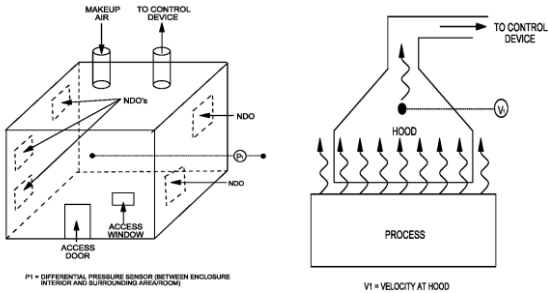 MAKEUP
AIR
TO CONTROL
DEVICE
NDO's
NDO
P₁
NDO
ACCESS
WINDOW
ACCESS
DOOR
P1 = DIFFERENTIAL PRESSURE SENSOR (BETWEEN ENCLOSURE
INTERIOR AND SURROUNDING AREA/ROOM)
TO CONTROL
DEVICE
V₁
HOOD
PROCESS
V1 = VELOCITY AT HOOD